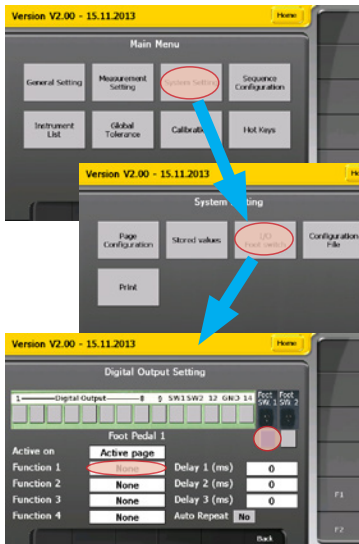 Version V2.00 - 15.11.2013
Home
Main Menu
General Setting
Measurement Setting
System Setting
Sequence Configuration
Instrument List
Global Tolerance
Calibration
Hot Keys
Version V2.00 - 15.11.2013
System Setting
Page Configuration
Stored values
I/O Foot switch
Configuration File
Print
Version V2.00 - 15.11.2013
Home
Digital Output Setting
1 Digital Output 8 9 SW1 SW2 12 GND 14
Foot SW. 1
Foot SW. 2
Foot Pedal 1
Active on Active page
Function 1 None Delay 1 (ms) 0
Function 2 None Delay 2 (ms) 0
Function 3 None Delay 3 (ms) 0
Function 4 None Auto Repeat No
Back
F1
F2